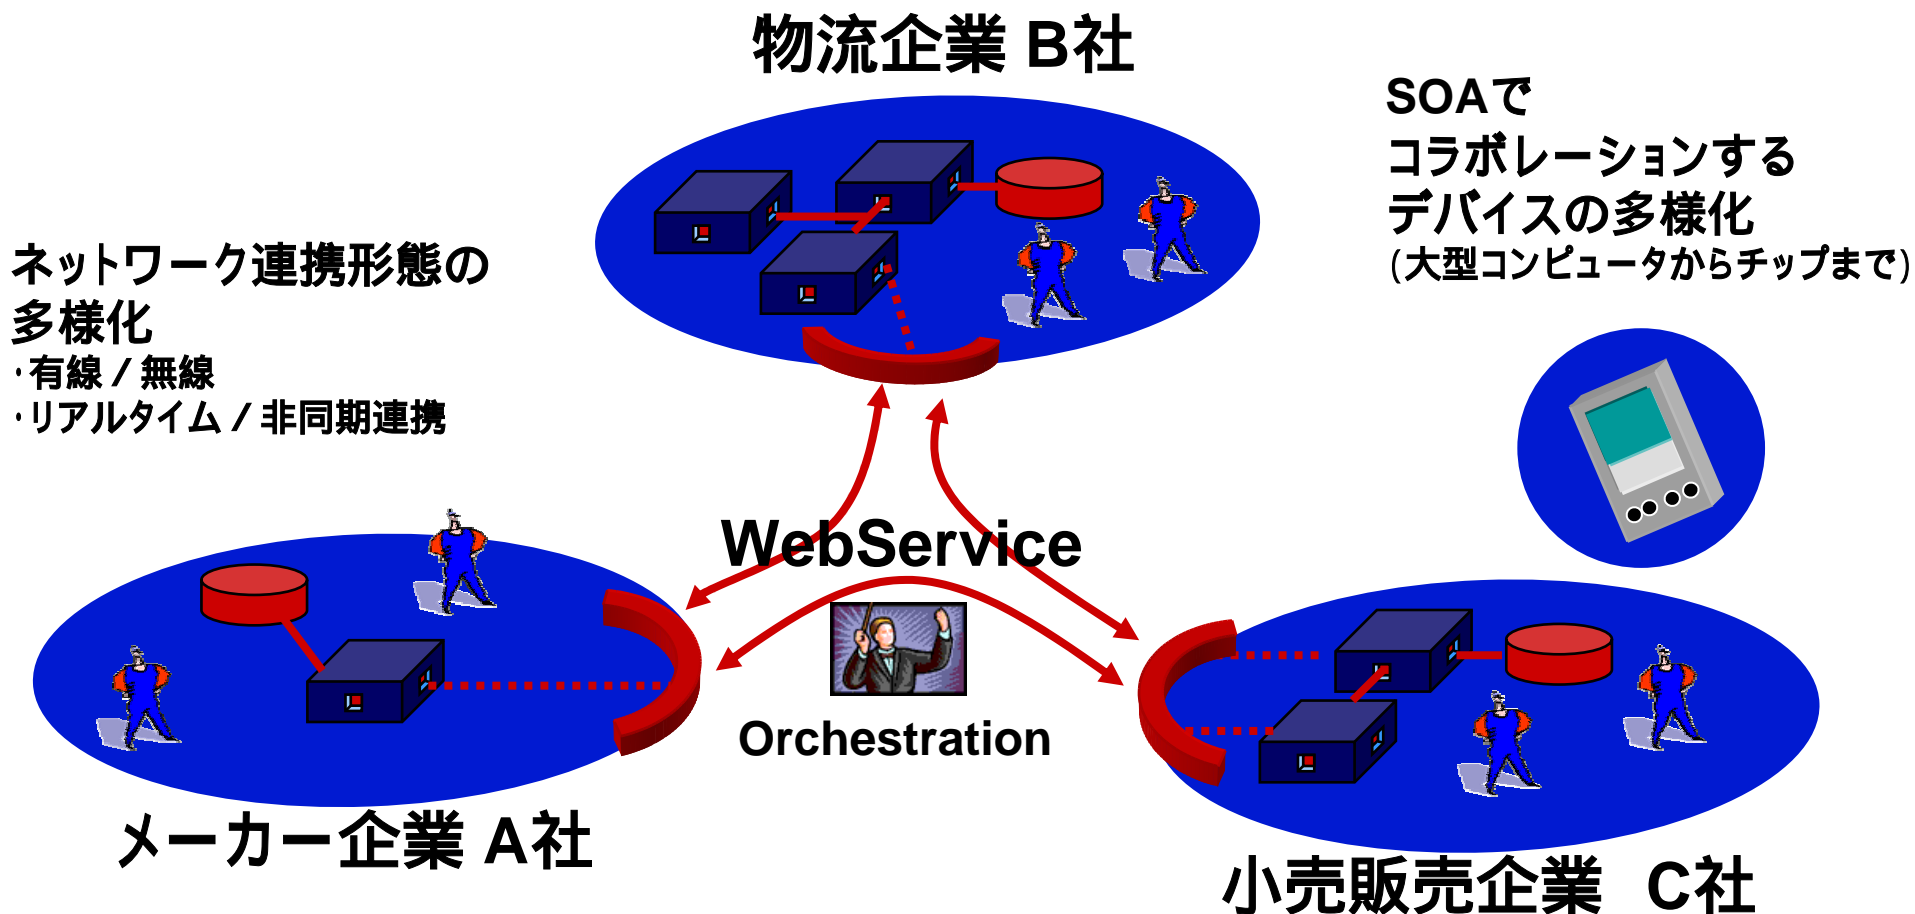 物流企業 B社
SOAで
コラボレーションする
デバイスの多様化
(大型コンピュータからチップまで)
ネットワーク連携形態の
多様化
・有線 / 無線
・リアルタイム / 非同期連携
WebService
Orchestration
メーカー企業 A社
小売販売企業　C社